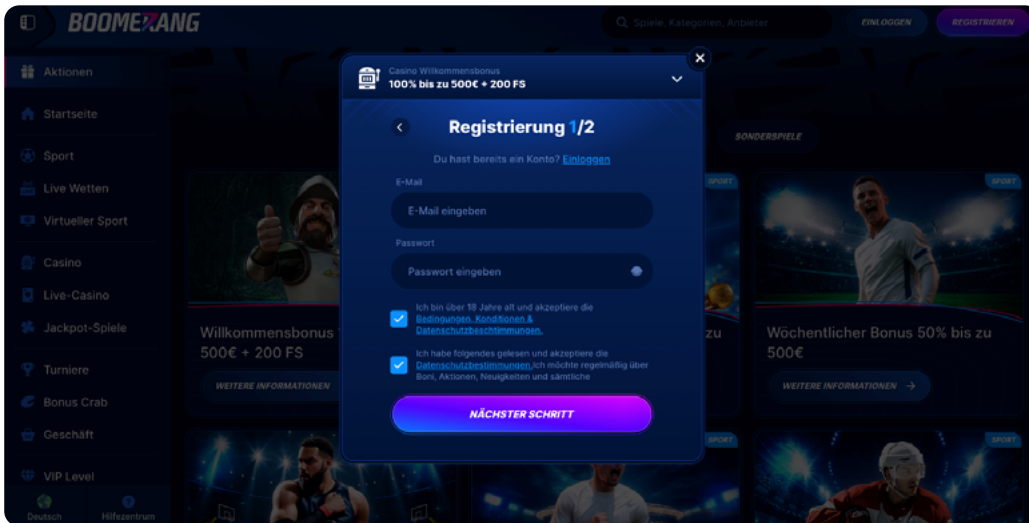 BOOMERANG
Spiele, Kategorien, Anbieter
EINLOGGEN
REGISTRIEREN
Aktionen
Startseite
Sport
Live Wetten
Virtueller Sport
Casino
Live-Casino
Jackpot-Spiele
Turniere
Bonus Crab
Geschäft
VIP Level
Deutsch
Hilfezentrum
Casino Willkommensbonus
100% bis zu 500€ + 200 FS
Registrierung 1/2
Du hast bereits ein Konto? Einloggen
E-Mail
E-Mail eingeben
Passwort
Passwort eingeben
Ich bin über 18 Jahre alt und akzeptiere die
Bedingungen, Konditionen &
Datenschutzbeschtimmungen.
Ich habe folgendes gelesen und akzeptiere die
Datenschutzbestimmungen.Ich möchte regelmäßig über
Boni, Aktionen, Neuigkeiten und sämtliche
NÄCHSTER SCHRITT
SONDERSPIELE
Willkommensbonus
500€ + 200 FS
WEITERE INFORMATIONEN
SPORT
zu
SPORT
Wöchentlicher Bonus 50% bis zu
500€
WEITERE INFORMATIONEN →
SPORT
SPORT